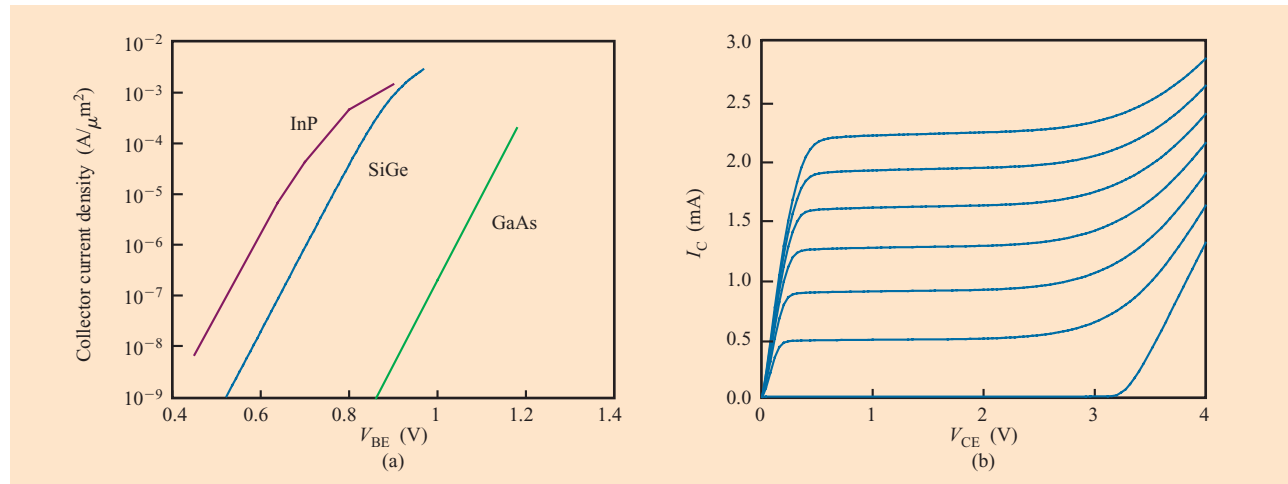 Collector current density (A/μm²)
10⁻²
10⁻³
10⁻⁴
10⁻⁵
10⁻⁶
10⁻⁷
10⁻⁸
10⁻⁹
InP
SiGe
GaAs
0.4 0.6 0.8 1 1.2 1.4
V_BE (V)
(a)
I_C (mA)
3.0
2.5
2.0
1.5
1.0
0.5
0.0
0 1 2 3 4
V_CE (V)
(b)